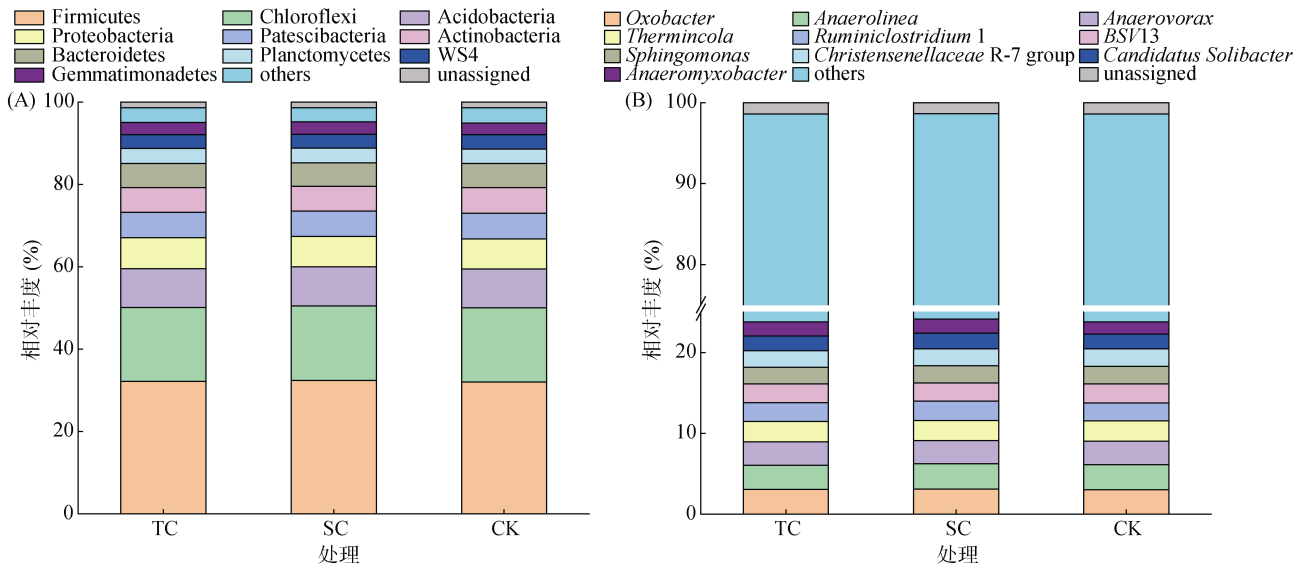 Firmicutes Chloroflexi Acidobacteria
Proteobacteria Patescibacteria Actinobacteria
Bacteroidetes Planctomycetes WS4
Gemmatimonadetes others unassigned
(A)
100
80
60
40
20
0
相对丰度 (%)
TC SC CK
处理
Oxobacter Anaerolinea Anaerovorax
Thermincola Ruminiclostridium 1 BSV13
Sphingomonas Christensenellaceae R-7 group Candidatus Solibacter
Anaeromyxobacter others unassigned
(B)
100
90
80
20
10
0
相对丰度 (%)
TC SC CK
处理